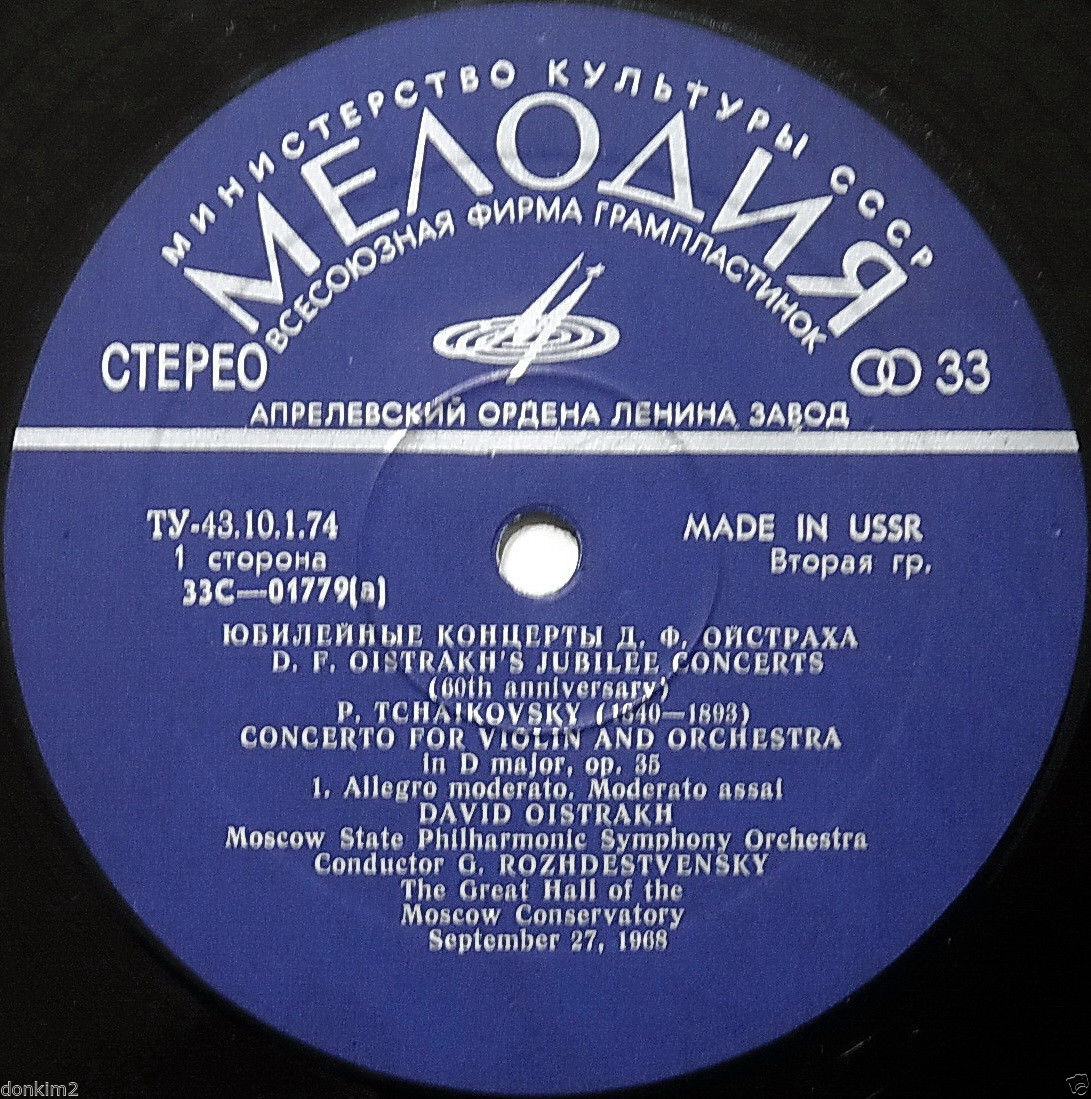 МИНИСТЕРСТВО КУЛЬТУРЫ СССР
МЕЛОДИЯ
ВСЕСОЮЗНАЯ ФИРМА ГРАМПЛАСТИНОК
СТЕРЕО
33
АПРЕЛЕВСКИЙ ОРДЕНА ЛЕНИНА ЗАВОД
ТУ-43.10.1.74
MADE IN USSR
1 сторона
Вторая гр.
33С—01779(а)
ЮБИЛЕЙНЫЕ КОНЦЕРТЫ Д. Ф. ОЙСТРАХА
D. F. OISTRAKH'S JUBILEE CONCERTS
(60th anniversary)
P. TCHAIKOVSKY (1840—1893)
CONCERTO FOR VIOLIN AND ORCHESTRA
in D major, op. 35
1. Allegro moderato. Moderato assai
DAVID OISTRAKH
Moscow State Philharmonic Symphony Orchestra
Conductor G. ROZHDESTVENSKY
The Great Hall of the
Moscow Conservatory
September 27, 1968
donkim2